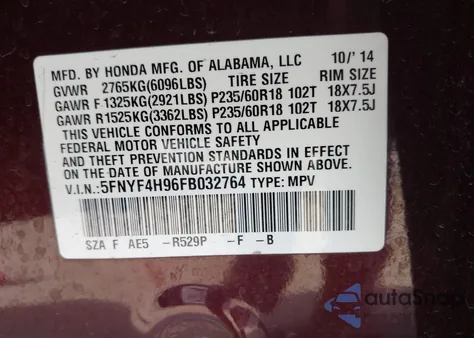 MFD. BY HONDA MFG. OF ALABAMA, LLC 10/'14
GVWR 2765KG(6096LBS) TIRE SIZE RIM SIZE
GAWR F 1325KG(2921LBS) P235/60R18 102T 18X7.5J
GAWR R 1525KG(3362LBS) P235/60R18 102T 18X7.5J
THIS VEHICLE CONFORMS TO ALL APPLICABLE
FEDERAL MOTOR VEHICLE SAFETY
AND BUMPER STANDARDS IN EFFECT ON THE
DATE OF MANUFACTURE SHOWN ABOVE.
V.I.N.: 5FNYF4H96FB032764 TYPE: MPV
SZA F AE5 -R529P -F -B
autoSnap